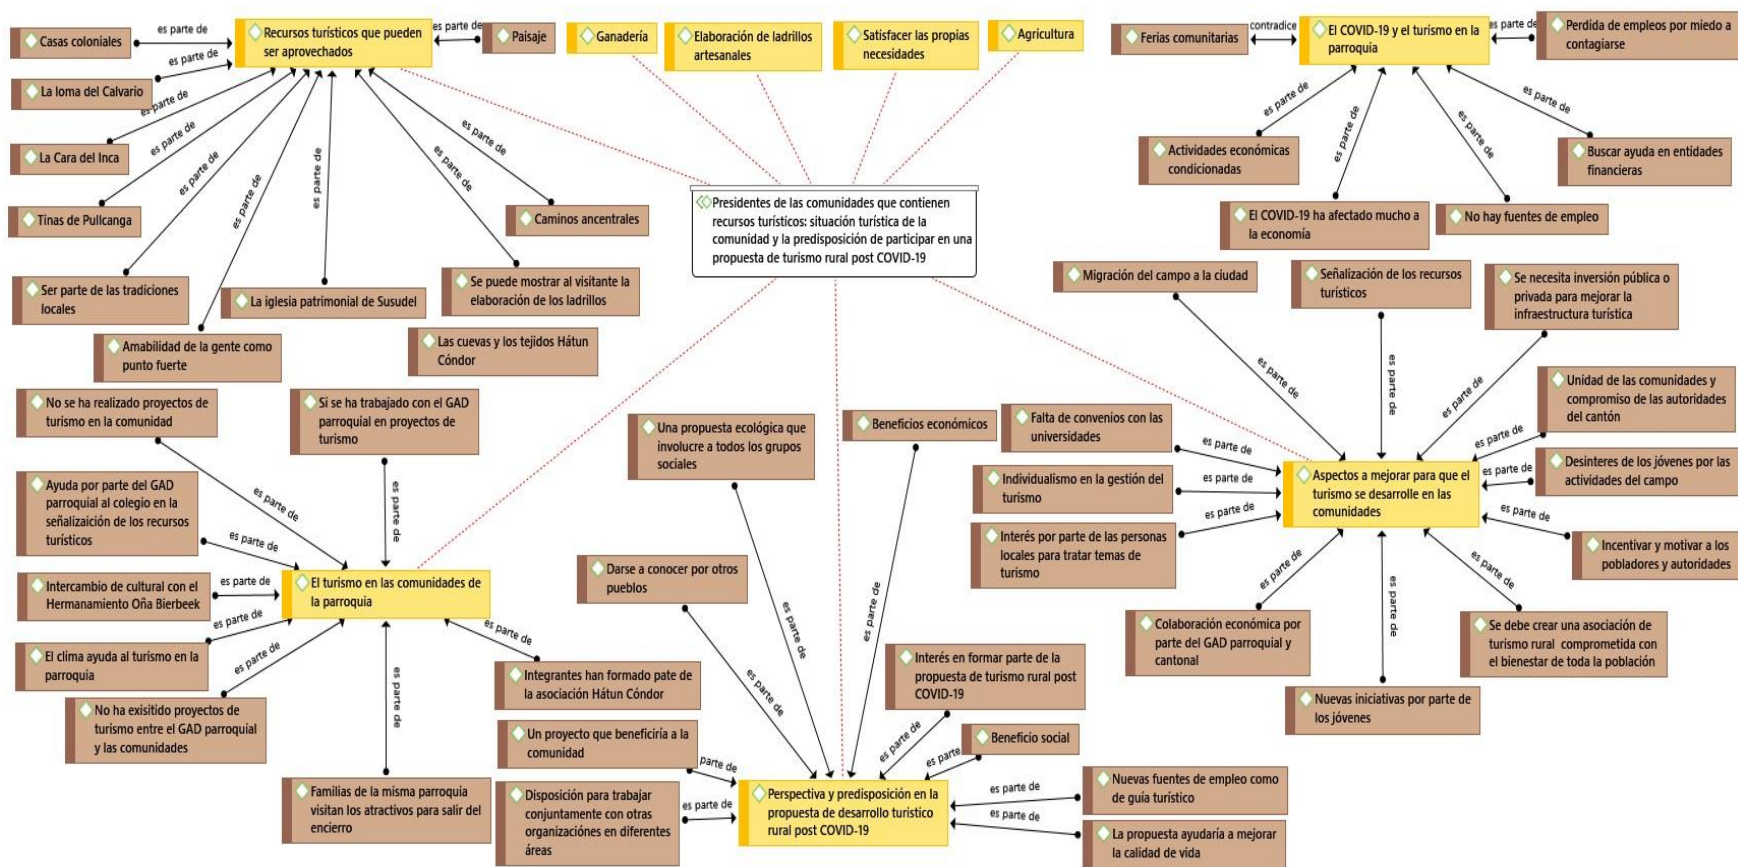 Casas coloniales
es parte de
Recursos turísticos que pueden
ser aprovechados
es parte de
Paisaje
Ganadería
Elaboración de ladrillos
artesanales
Satisfacer las propias
necesidades
Agricultura
Ferias comunitarias
contradice
El COVID-19 y el turismo en la
parroquia
es parte de
Perdida de empleos por miedo a
contagiarse
La loma del Calvario
es parte de
es parte de
La Cara del Inca
es parte de
Tinas de Pullcanga
es parte de
es parte de
es parte de
es parte de
es parte de
Caminos ancentrales
Ser parte de las tradiciones
locales
La iglesia patrimonial de Susudel
Se puede mostrar al visitante la
elaboración de los ladrillos
Amabilidad de la gente como
punto fuerte
Las cuevas y los tejidos Hátun
Cóndor
Presidentes de las comunidades que contienen
recursos turísticos: situación turística de la
comunidad y la predisposición de participar en una
propuesta de turismo rural post COVID-19
es parte de
es parte de
es parte de
es parte de
Actividades económicas
condicionadas
Buscar ayuda en entidades
financieras
El COVID-19 ha afectado mucho a
la economía
No hay fuentes de empleo
Migración del campo a la ciudad
Señalización de los recursos
turísticos
Se necesita inversión pública o
privada para mejorar la
infraestructura turística
es parte de
es parte de
es parte de
Unidad de las comunidades y
compromiso de las autoridades
del cantón
es parte de
Falta de convenios con las
universidades
es parte de
Aspectos a mejorar para que el
turismo se desarrolle en las
comunidades
es parte de
Desinteres de los jóvenes por las
actividades del campo
Individualismo en la gestión del
turismo
es parte de
Interés por parte de las personas
locales para tratar temas de
turismo
es parte de
es parte de
Incentivar y motivar a los
pobladores y autoridades
es parte de
es parte de
es parte de
Colaboración económica por
parte del GAD parroquial y
cantonal
Se debe crear una asociación de
turismo rural comprometida con
el bienestar de toda la población
Nuevas iniciativas por parte de
los jóvenes
No se ha realizado proyectos de
turismo en la comunidad
Si se ha trabajado con el GAD
parroquial en proyectos de
turismo
es parte de
es parte de
Ayuda por parte del GAD
parroquial al colegio en la
señalizaición de los recursos
turísticos
es parte de
Intercambio de cultural con el
Hermanamiento Oña Bierbeek
es parte de
El turismo en las comunidades de
la parroquia
El clima ayuda al turismo en la
parroquia
es parte de
es parte de
es parte de
es parte de
No ha exisitido proyectos de
turismo entre el GAD parroquial
y las comunidades
Familias de la misma parroquia
visitan los atractivos para salir del
encierro
Integrantes han formado pate de
la asociación Hátun Cóndor
Una propuesta ecológica que
involucre a todos los grupos
sociales
Beneficios económicos
Darse a conocer por otros
pueblos
es parte de
es parte de
es parte de
Interés en formar parte de la
propuesta de turismo rural post
COVID-19
es parte de
Un proyecto que beneficiría a la
comunidad
parte de
Beneficio social
es parte
Disposición para trabajar
conjuntamente con otras
organizaciónes en diferentes
áreas
es parte de
Perspectiva y predisposición en la
propuesta de desarrollo turistico
rural post COVID-19
es parte de
Nuevas fuentes de empleo como
de guía turístico
es parte de
La propuesta ayudaría a mejorar
la calidad de vida